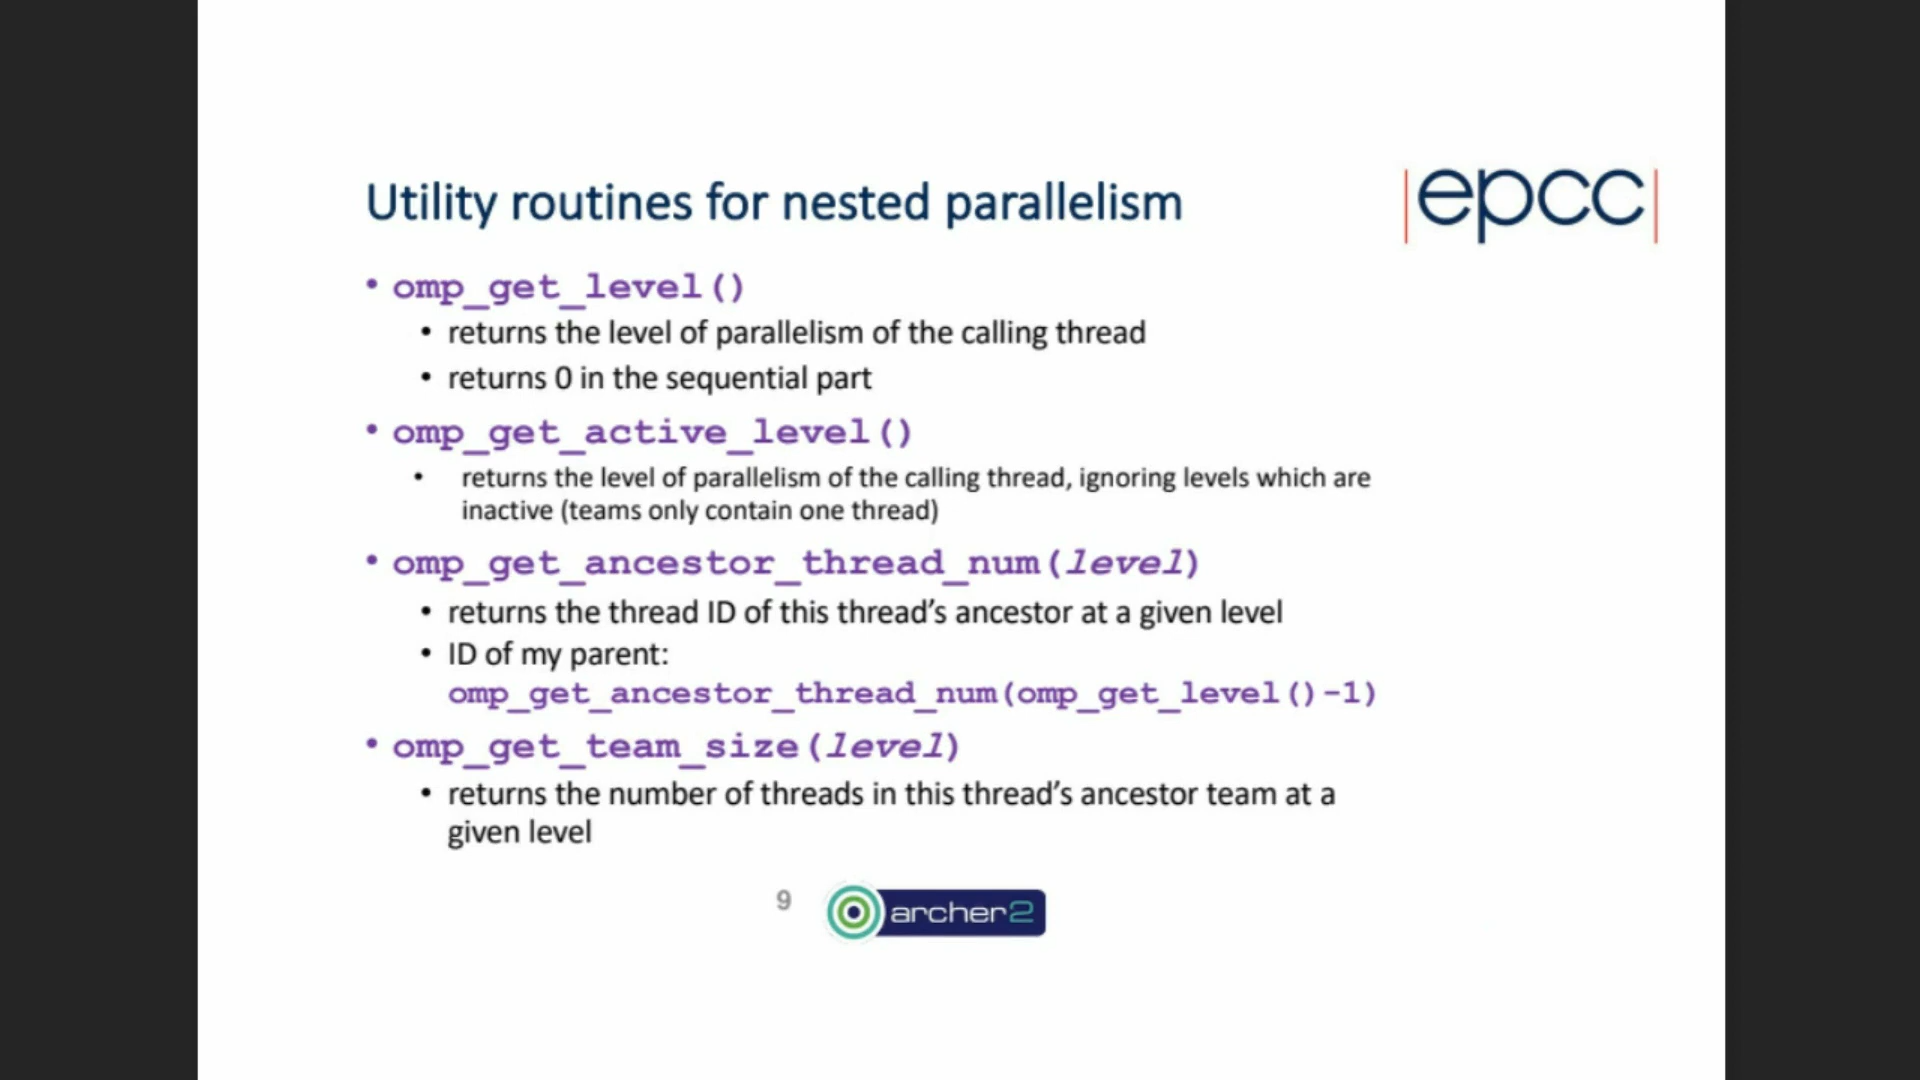 Utility routines for nested parallelism
|epcc|
• omp_get_level()
• returns the level of parallelism of the calling thread
• returns 0 in the sequential part
• omp_get_active_level()
• returns the level of parallelism of the calling thread, ignoring levels which are
inactive (teams only contain one thread)
• omp_get_ancestor_thread_num(level)
• returns the thread ID of this thread’s ancestor at a given level
• ID of my parent:
omp_get_ancestor_thread_num(omp_get_level()-1)
• omp_get_team_size(level)
• returns the number of threads in this thread’s ancestor team at a
given level
9
archer2